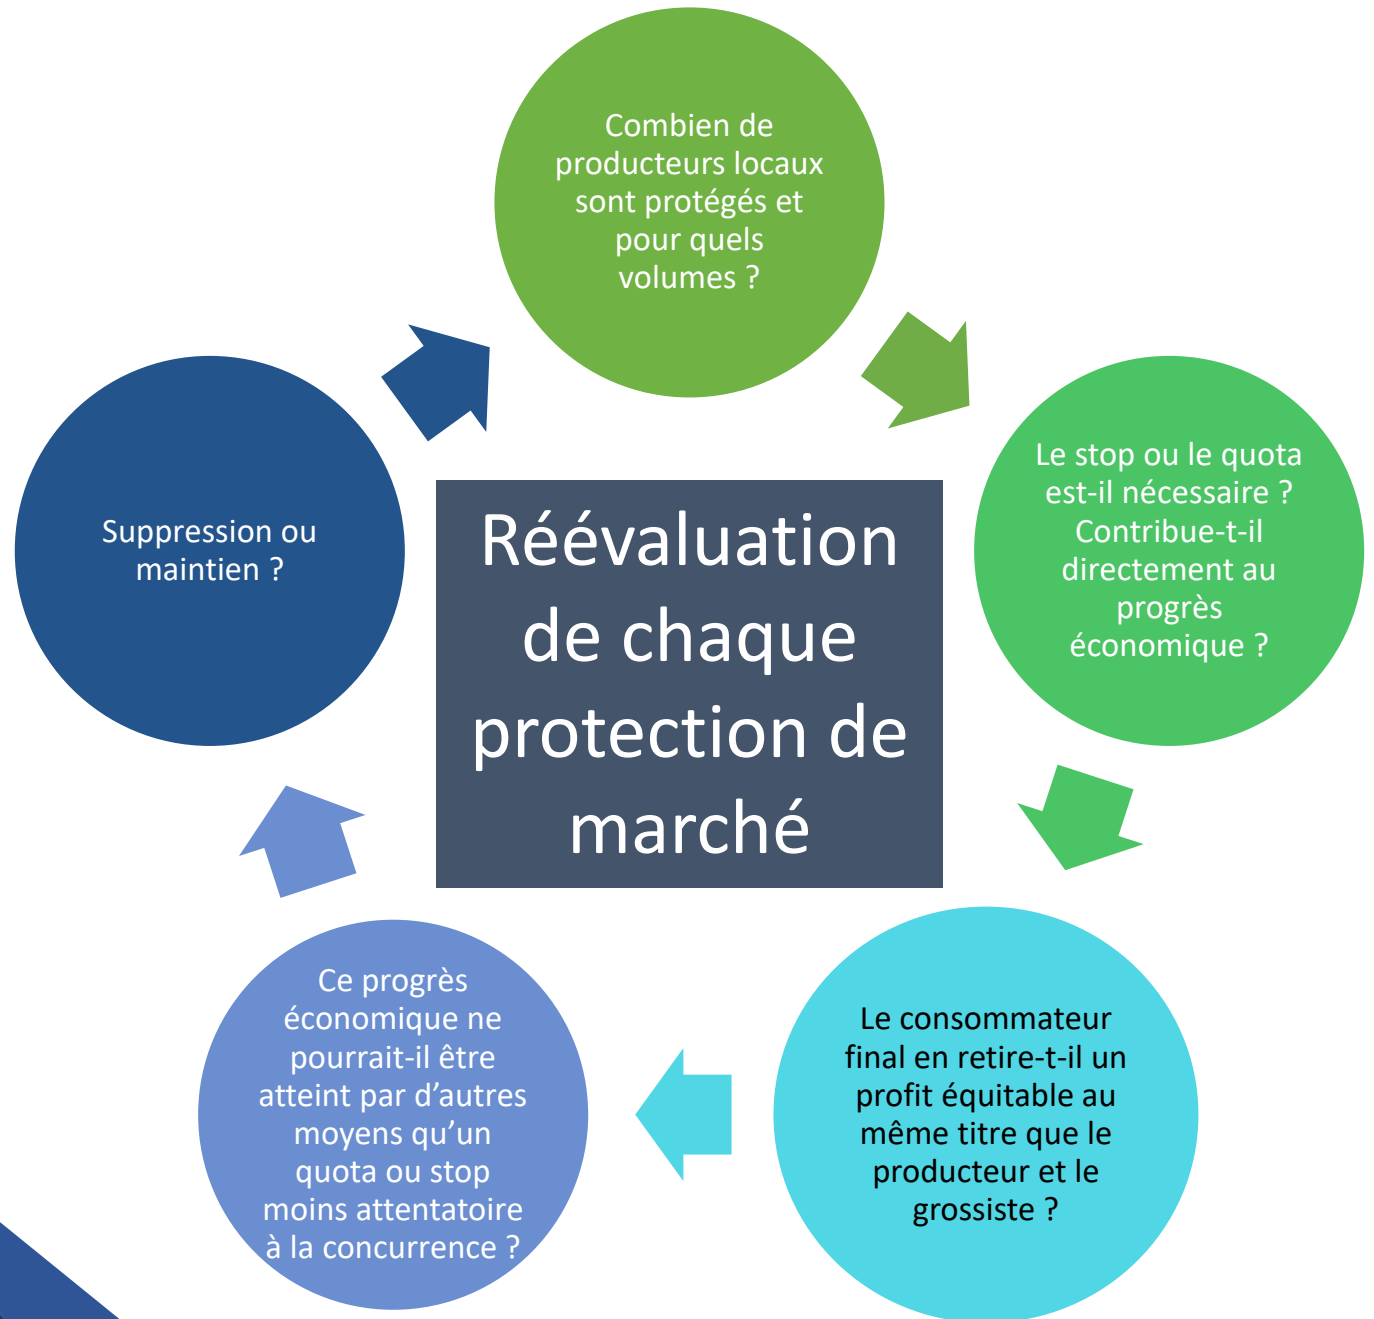 Combien de
producteurs locaux
sont protégés et
pour quels
volumes ?
Le stop ou le quota
est-il nécessaire ?
Contribue-t-il
directement au
progrès
économique ?
Le consommateur
final en retire-t-il un
profit équitable au
même titre que le
producteur et le
grossiste ?
Ce progrès
économique ne
pourrait-il être
atteint par d’autres
moyens qu’un
quota ou stop
moins attentatoire
à la concurrence ?
Suppression ou
maintien ?
Réévaluation
de chaque
protection de
marché